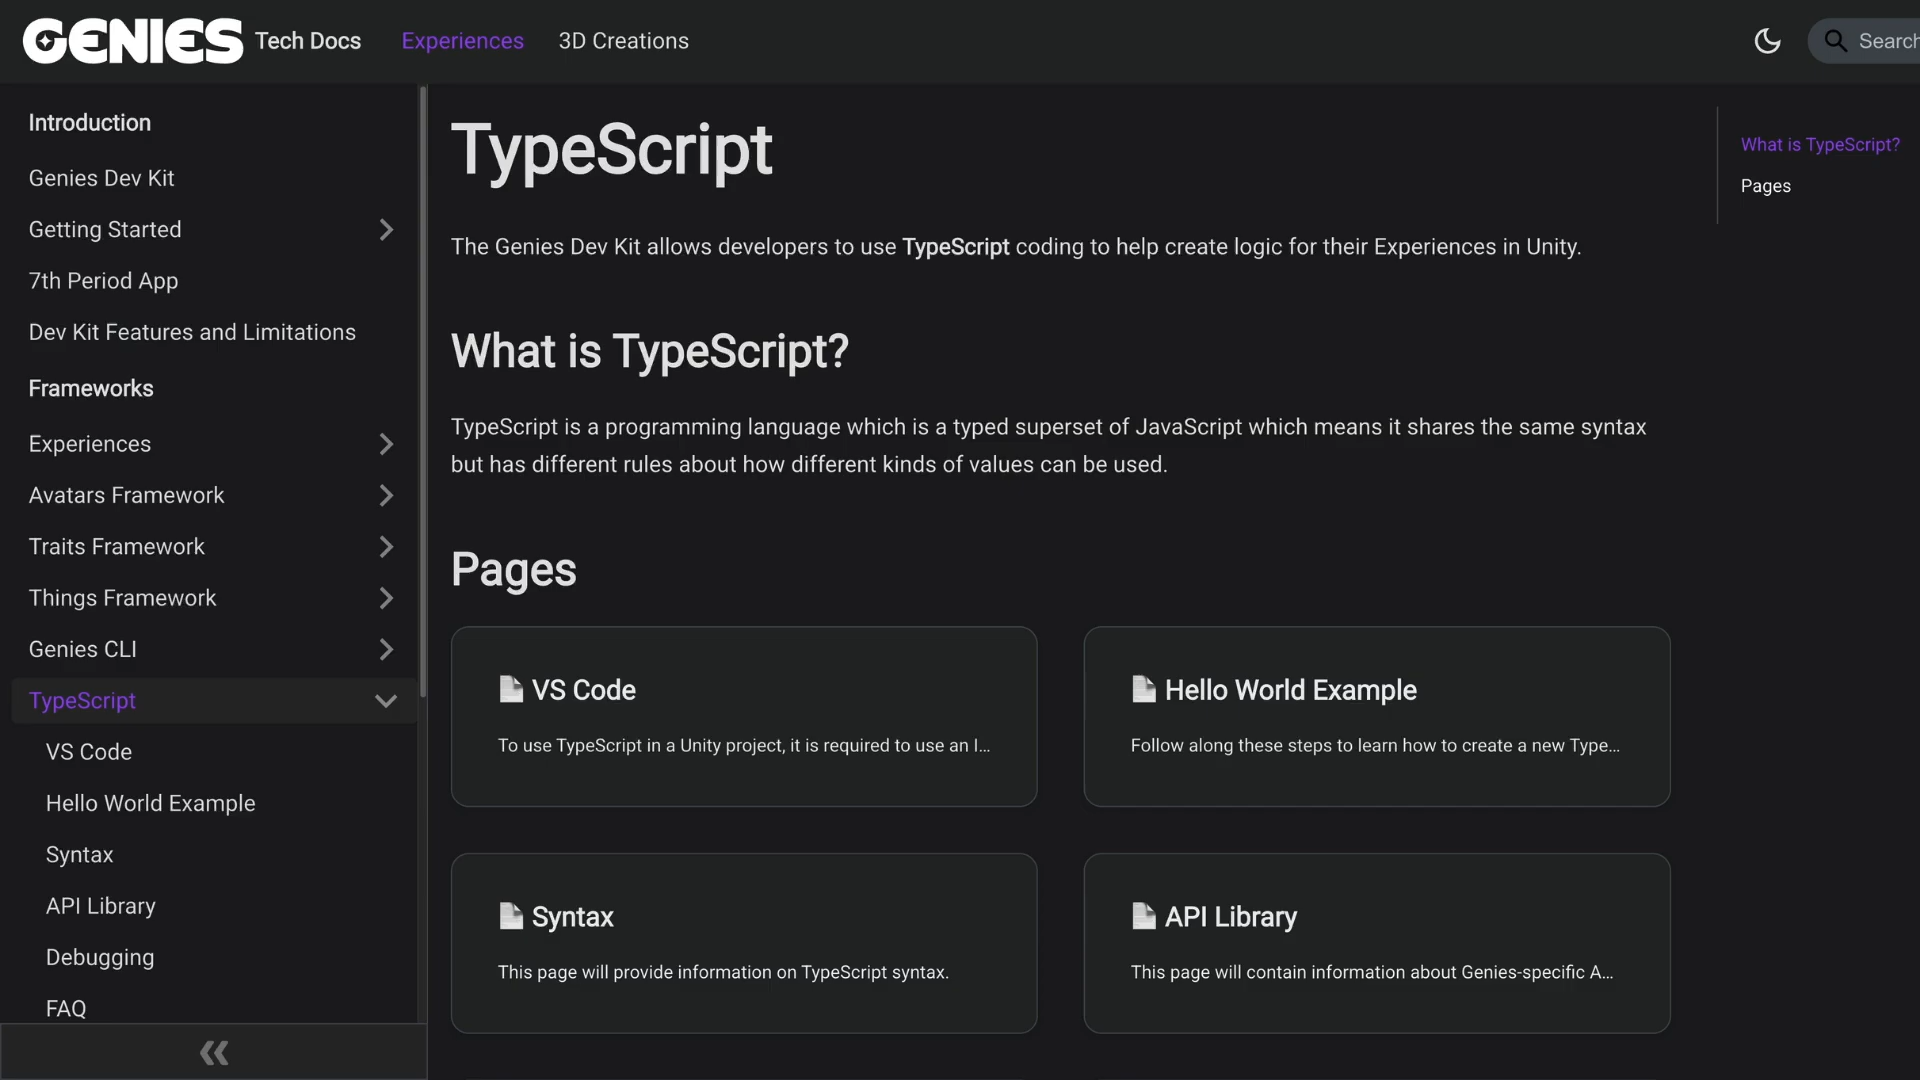 GENIES Tech Docs Experiences 3D Creations Search
Introduction
Genies Dev Kit
Getting Started
7th Period App
Dev Kit Features and Limitations
Frameworks
Experiences
Avatars Framework
Traits Framework
Things Framework
Genies CLI
TypeScript
VS Code
Hello World Example
Syntax
API Library
Debugging
FAQ
TypeScript
The Genies Dev Kit allows developers to use TypeScript coding to help create logic for their Experiences in Unity.
What is TypeScript?
TypeScript is a programming language which is a typed superset of JavaScript which means it shares the same syntax
but has different rules about how different kinds of values can be used.
Pages
VS Code
To use TypeScript in a Unity project, it is required to use an I...
Hello World Example
Follow along these steps to learn how to create a new Type...
Syntax
This page will provide information on TypeScript syntax.
API Library
This page will contain information about Genies-specific A...
What is TypeScript?
Pages